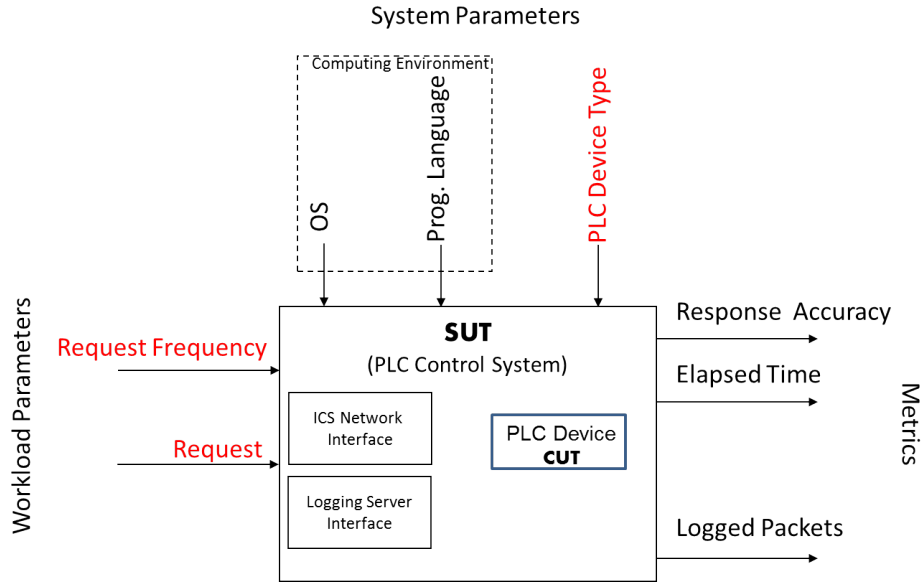 System Parameters
Computing Environment
OS
Prog. Language
PLC Device Type
Workload Parameters
Request Frequency
Request
SUT
(PLC Control System)
ICS Network
Interface
Logging Server
Interface
PLC Device
CUT
Response Accuracy
Elapsed Time
Logged Packets
Metrics